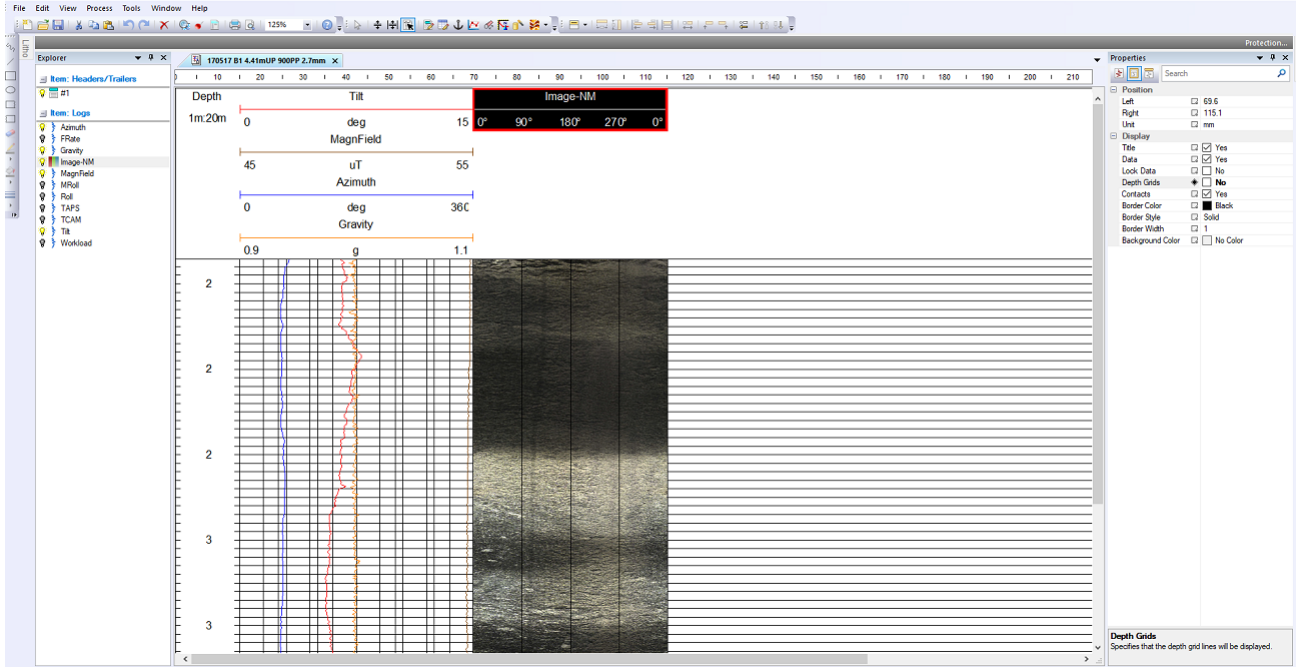 File Edit View Process Tools Window Help
125%
Litho
Protection...
Explorer
170517 B1 4.41mUP 900PP 2.7mm
Properties
Item: Headers/Trailers
#1
Item: Logs
Azimuth
FRate
Gravity
Image-NM
MagnField
MRoll
Roll
TAPS
TCAM
Tilt
Workload
0 10 20 30 40 50 60 70 80 90 100 110 120 130 140 150 160 170 180 190 200 210
Depth Tilt Image-NM
1m:20m 0 deg 15 0° 90° 180° 270° 0°
MagnField
45 uT 55
Azimuth
0 deg 360
Gravity
0.9 g 1.1
2
2
2
3
3
Search
Position
Left 69.6
Right 115.1
Unit mm
Display
Title Yes
Data Yes
Lock Data No
Depth Grids No
Contacts Yes
Border Color Black
Border Style Solid
Border Width 1
Background Color No Color
Depth Grids
Specifies that the depth grid lines will be displayed.